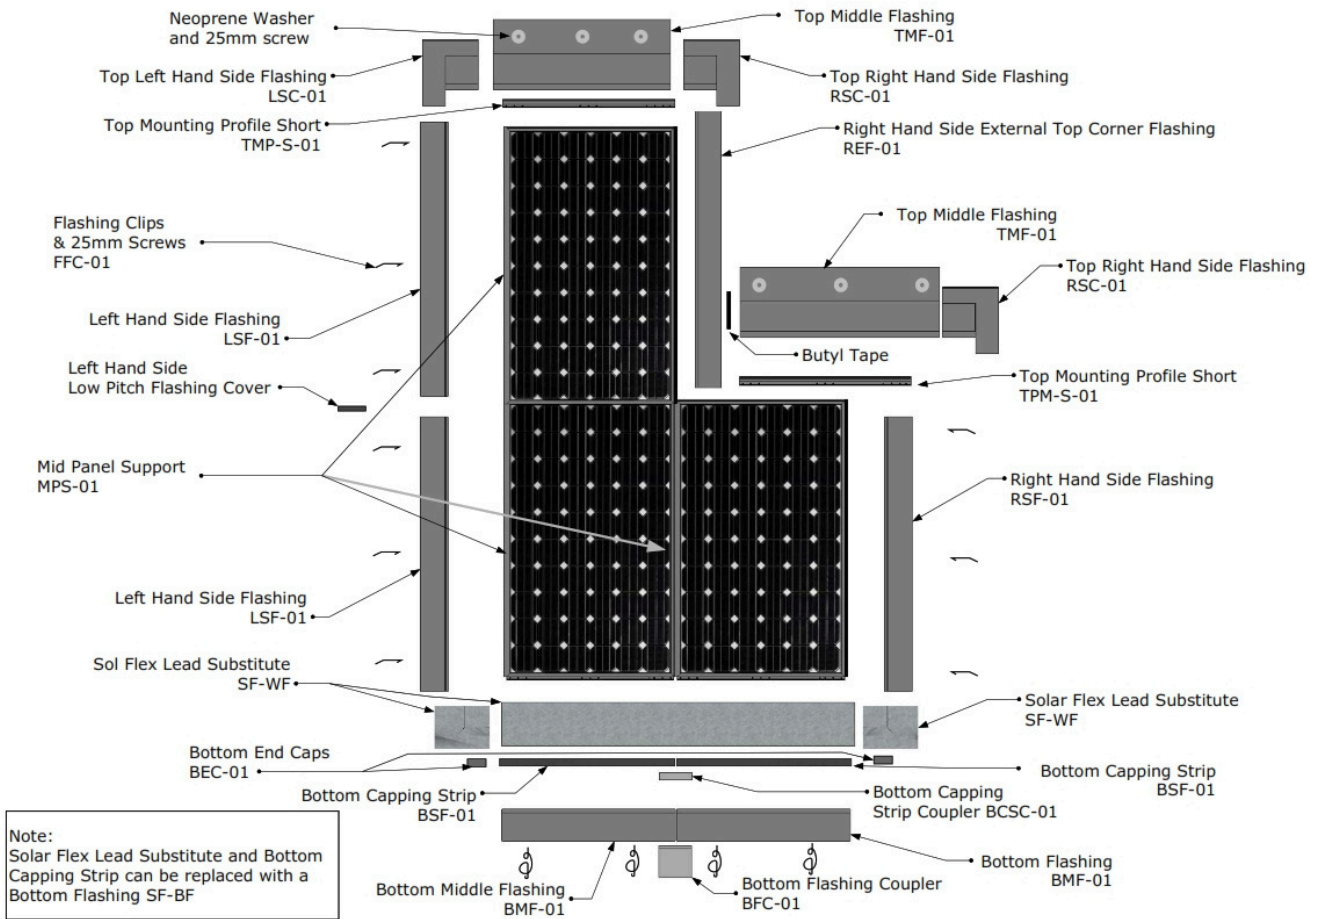 Neoprene Washer
and 25mm screw
Top Middle Flashing
TMF-01
Top Left Hand Side Flashing
LSC-01
Top Right Hand Side Flashing
RSC-01
Top Mounting Profile Short
TMP-S-01
Right Hand Side External Top Corner Flashing
REF-01
Flashing Clips
& 25mm Screws
FFC-01
Top Middle Flashing
TMF-01
Top Right Hand Side Flashing
RSC-01
Left Hand Side Flashing
LSF-01
Butyl Tape
Left Hand Side
Low Pitch Flashing Cover
Top Mounting Profile Short
TPM-S-01
Mid Panel Support
MPS-01
Right Hand Side Flashing
RSF-01
Left Hand Side Flashing
LSF-01
Sol Flex Lead Substitute
SF-WF
Solar Flex Lead Substitute
SF-WF
Bottom End Caps
BEC-01
Bottom Capping Strip
BSF-01
Bottom Capping Strip
BSF-01
Bottom Capping
Strip Coupler BCSC-01
Note:
Solar Flex Lead Substitute and Bottom
Capping Strip can be replaced with a
Bottom Flashing SF-BF
Bottom Middle Flashing
BMF-01
Bottom Flashing Coupler
BFC-01
Bottom Flashing
BMF-01